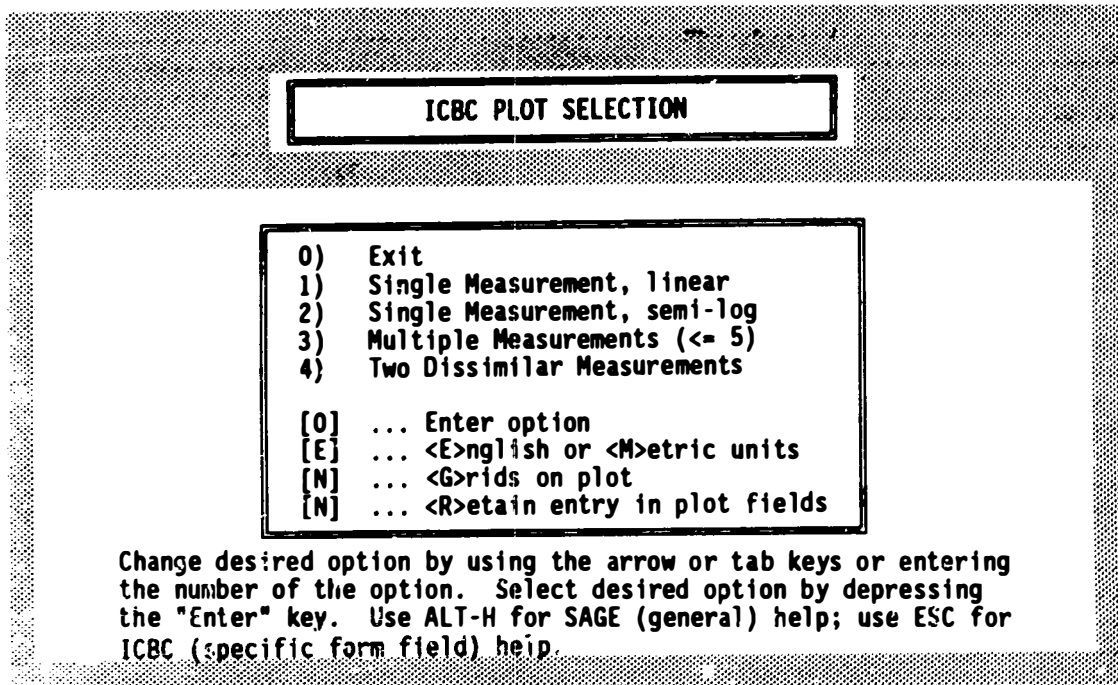 ICBC PLOT SELECTION
0) Exit
1) Single Measurement, linear
2) Single Measurement, semi-log
3) Multiple Measurements (<= 5)
4) Two Dissimilar Measurements
[0] ... Enter option
[E] ... <E>nglish or <M>etric units
[N] ... <G>rids on plot
[N] ... <R>etain entry in plot fields
Change desired option by using the arrow or tab keys or entering
the number of the option. Select desired option by depressing
the "Enter" key. Use ALT-H for SAGE (general) help; use ESC for
ICBC (specific form field) help.